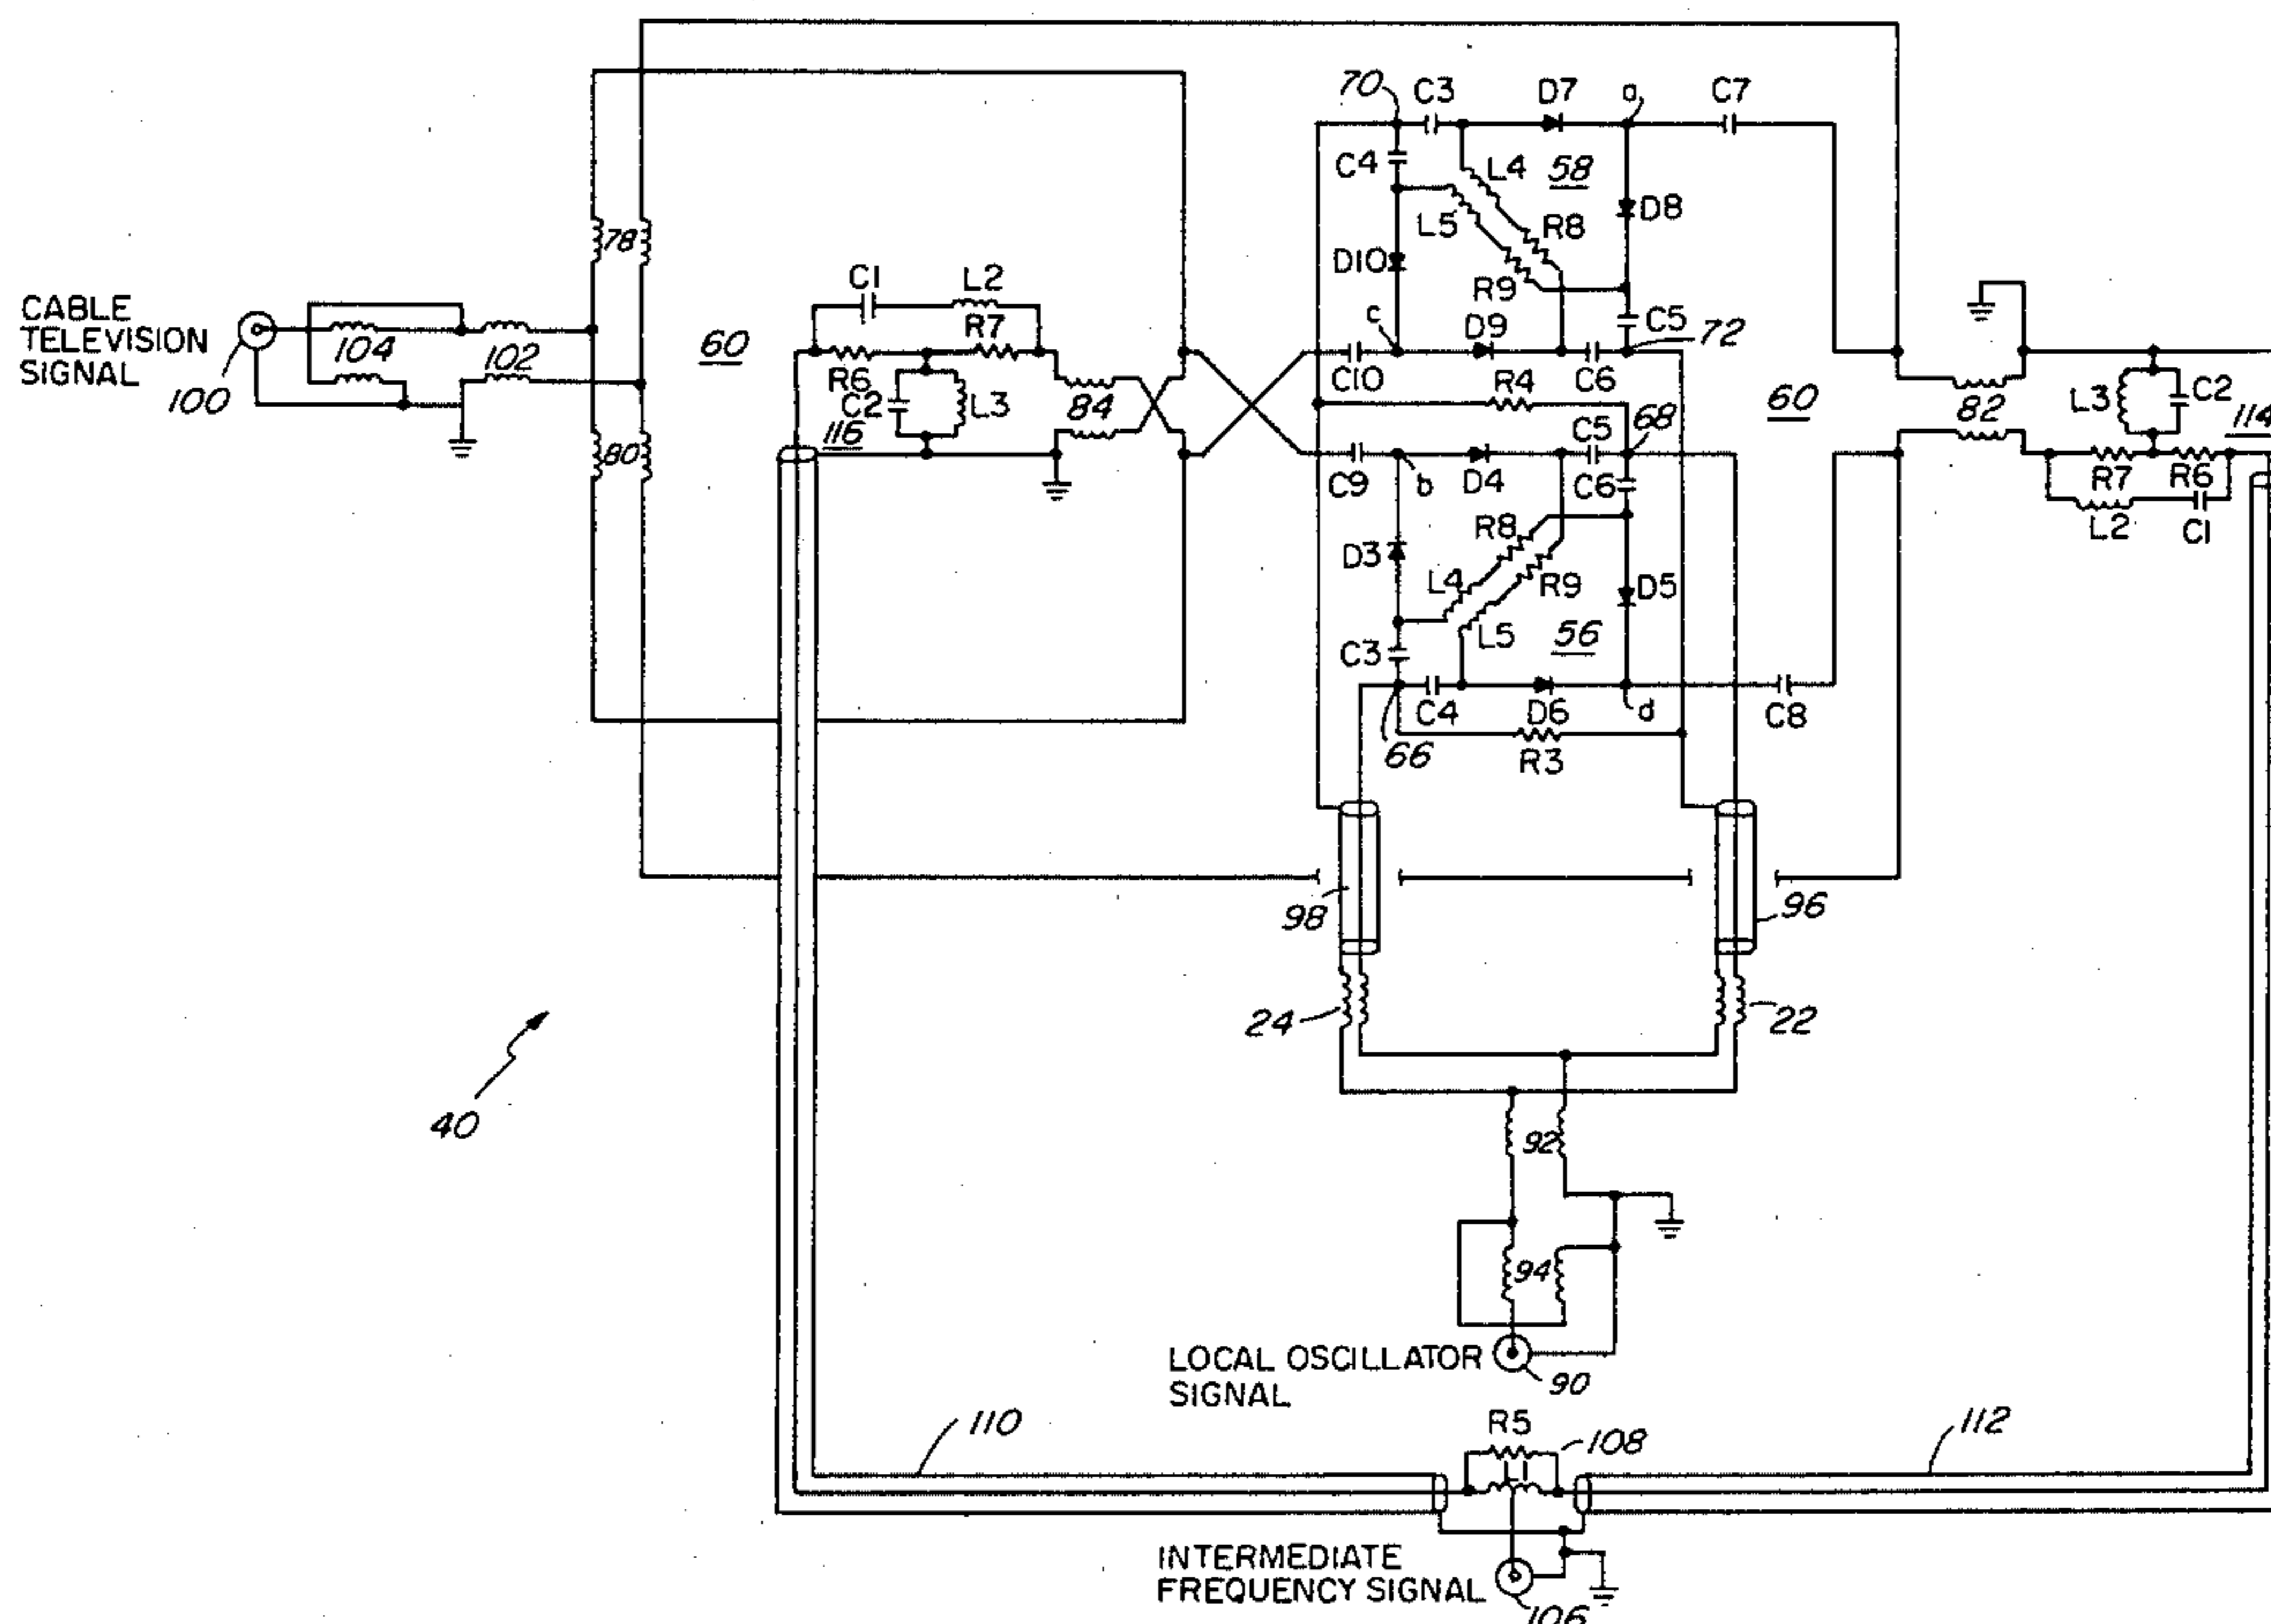 70
C3
D7
a
C7
C4
L4
58
L5
R8
D8
78
D10
R9
CABLE
TELEVISION
SIGNAL
100
104
102
60
C1
L2
R7
R6
C2
L3
84
116
80
c
D9
C5
72
C10
C6
R4
60
82
L3
C2
114
68
C5
C9
b
D4
C6
R7
R6
L2
C1
R8
D3
L4
R9
D5
L5
56
C3
66
C4
D6
d
C8
R3
98
96
24
22
40
92
94
LOCAL OSCILLATOR
SIGNAL
90
110
R5
108
112
L1
INTERMEDIATE
FREQUENCY SIGNAL
106